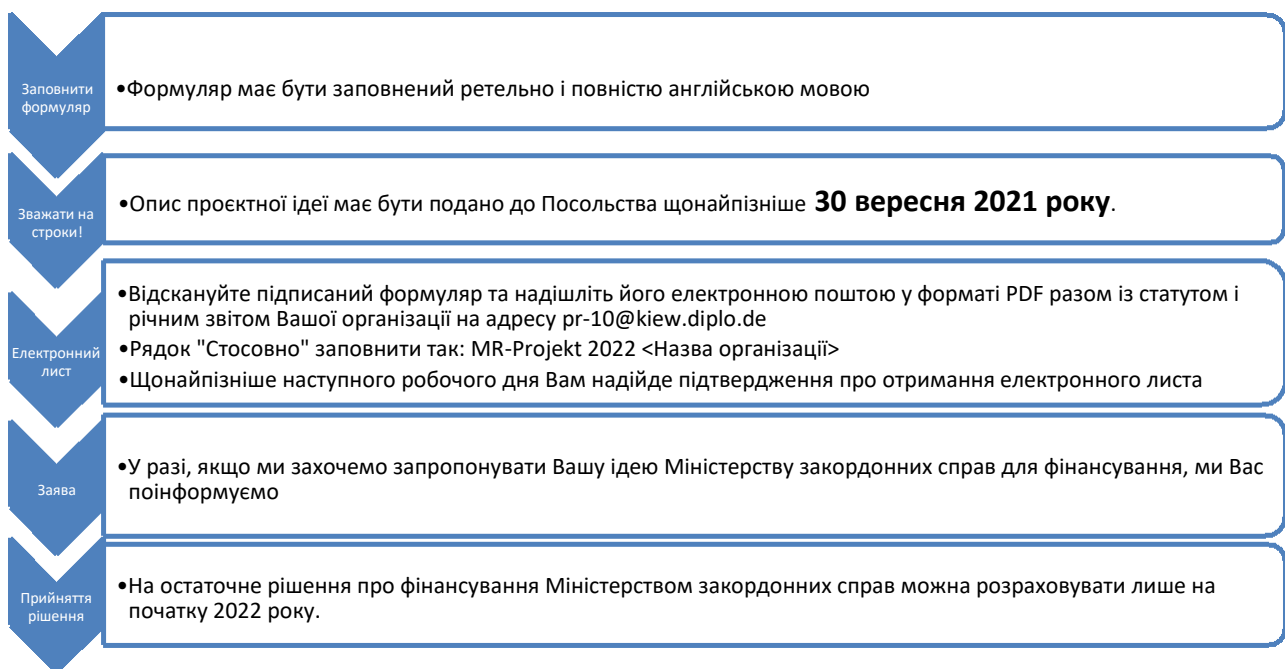 Заповнити
формуляр
•Формуляр має бути заповнений ретельно і повністю англійською мовою
Зважати на
строки!
•Опис проєктної ідеї має бути подано до Посольства щонайпізніше 30 вересня 2021 року.
Електронний
лист
•Відскануйте підписаний формуляр та надішліть його електронною поштою у форматі PDF разом із статутом і
річним звітом Вашої організації на адресу pr-10@kiew.diplo.de
•Рядок "Стосовно" заповнити так: MR-Projekt 2022 <Назва організації>
•Щонайпізніше наступного робочого дня Вам надійде підтвердження про отримання електронного листа
Заява
•У разі, якщо ми захочемо запропонувати Вашу ідею Міністерству закордонних справ для фінансування, ми Вас
поінформуємо
Прийняття
рішення
•На остаточне рішення про фінансування Міністерством закордонних справ можна розраховувати лише на
початку 2022 року.